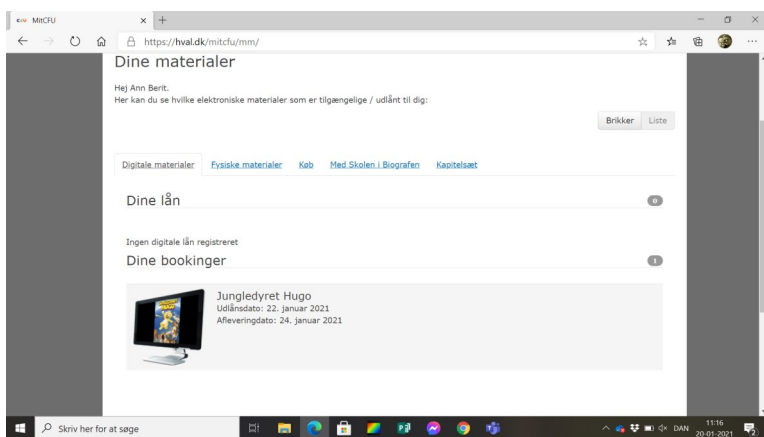 MitCFU
https://hval.dk/mitcfu/mm/
Dine materialer
Hej Ann Berit.
Her kan du se hvilke elektroniske materialer som er tilgængelige / udlånt til dig:
Brikker Liste
Digitale materialer Fysiske materialer Køb Med Skolen i Biografen Kapitelsæt
Dine lån 0
Ingen digitale lån registreret
Dine bookinger 1
Jungledyret Hugo
Udlånsdato: 22. januar 2021
Afleveringdato: 24. januar 2021
Skriv her for at søge
DAN
11:16
20-01-2021
2